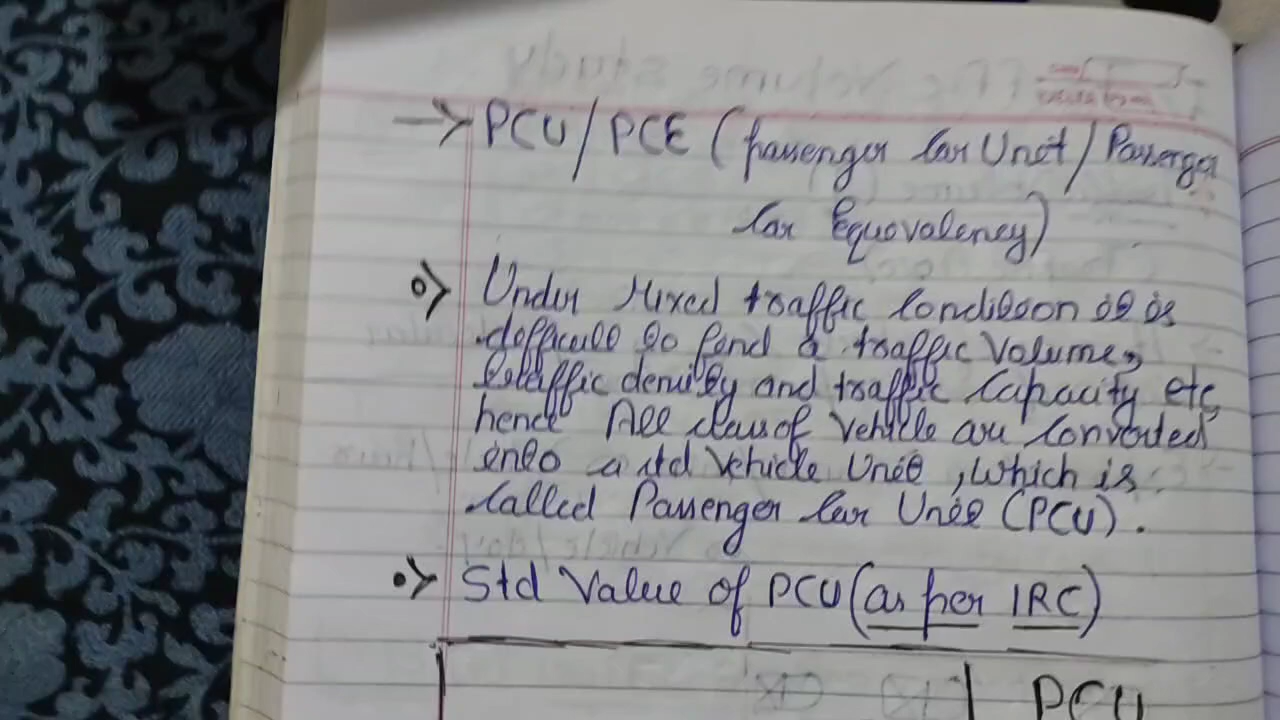 → PCU/PCE (Passenger Car Unit/Passenger
Car Equovalency)
Under Mixed traffic Condition it is
difficult to find a traffic Volume,
traffic density and traffic Capacity etc,
hence All class of Vehicle are Converted
into a std Vehicle Unit, which is
Called Passenger Car Unit (PCU).
Std Value of PCU (as per IRC)
PCU